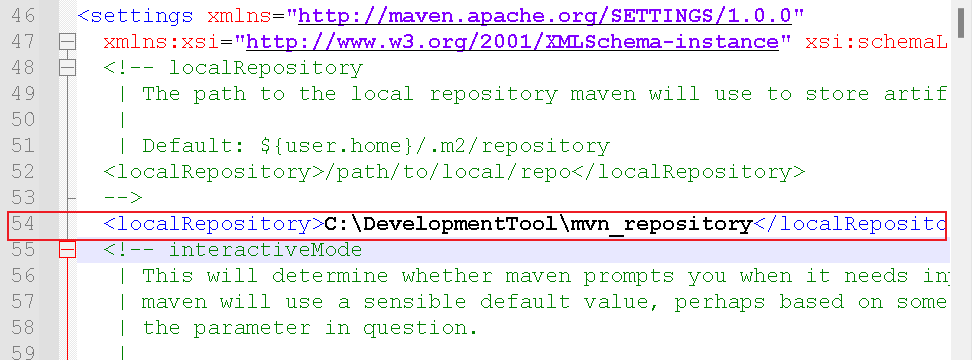 46 <settings xmlns="http://maven.apache.org/SETTINGS/1.0.0"
47 xmlns:xsi="http://www.w3.org/2001/XMLSchema-instance" xsi:schemaL
48 <!-- localRepository
49 | The path to the local repository maven will use to store artif
50 |
51 | Default: ${user.home}/.m2/repository
52 <localRepository>/path/to/local/repo</localRepository>
53 -->
54 <localRepository>C:\DevelopmentTool\mvn_repository</localReposito
55 <!-- interactiveMode
56 | This will determine whether maven prompts you when it needs in
57 | maven will use a sensible default value, perhaps based on some
58 | the parameter in question.
59 |